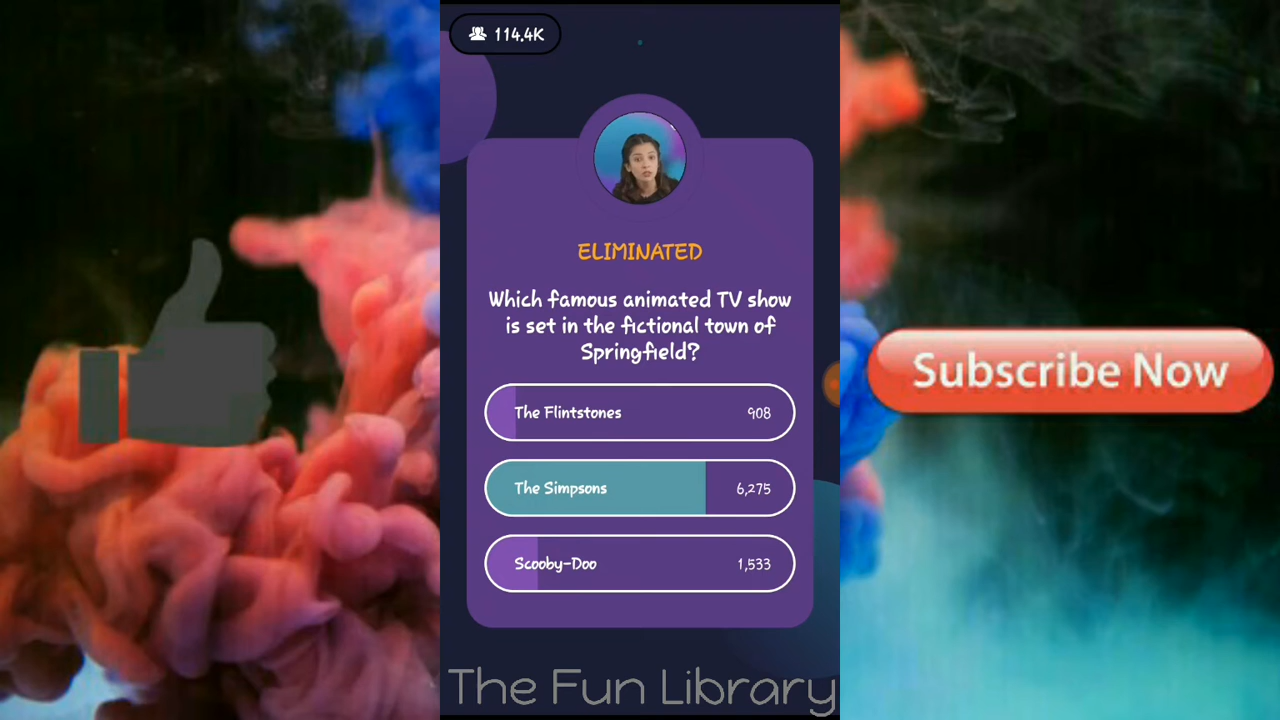 114.4K
ELIMINATED
Which famous animated TV show
is set in the fictional town of
Springfield?
The Flintstones 908
The Simpsons 6,275
Scooby-Doo 1,533
Subscribe Now
The Fun Library